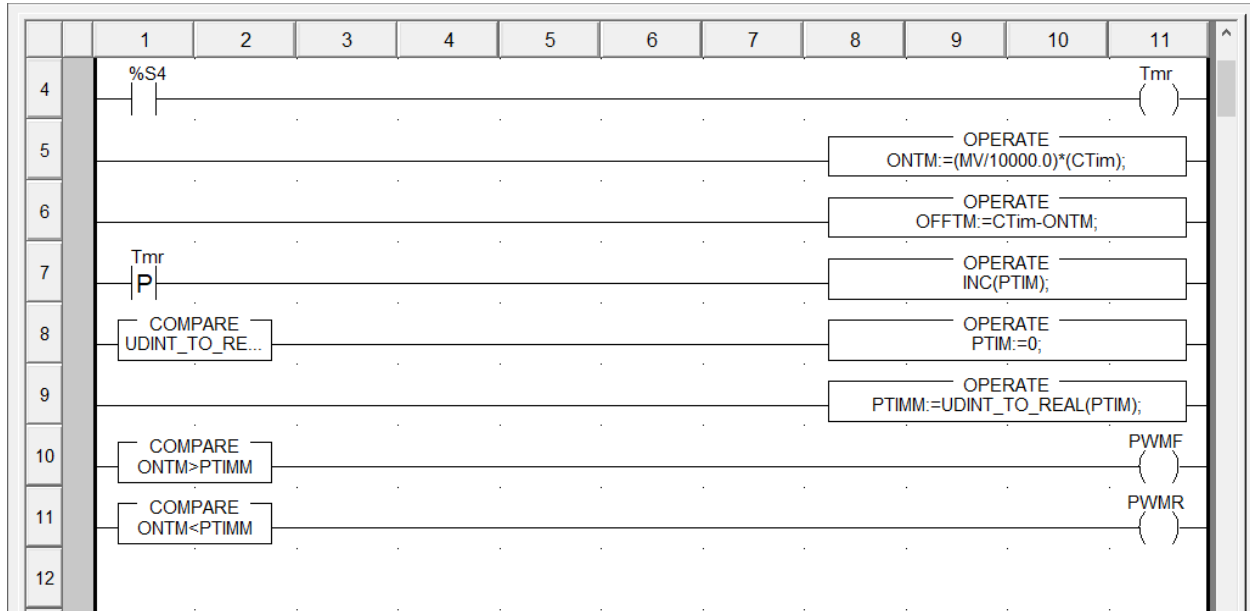 1 2 3 4 5 6 7 8 9 10 11
%S4 Tmr
4
OPERATE
5 ONTM:=(MV/10000.0)*(CTim);
OPERATE
6 OFFTM:=CTim-ONTM;
Tmr OPERATE
7 P INC(PTIM);
COMPARE OPERATE
8 UDINT_TO_RE... PTIM:=0;
OPERATE
9 PTIMM:=UDINT_TO_REAL(PTIM);
COMPARE PWMF
10 ONTM>PTIMM
COMPARE PWMR
11 ONTM<PTIMM
12